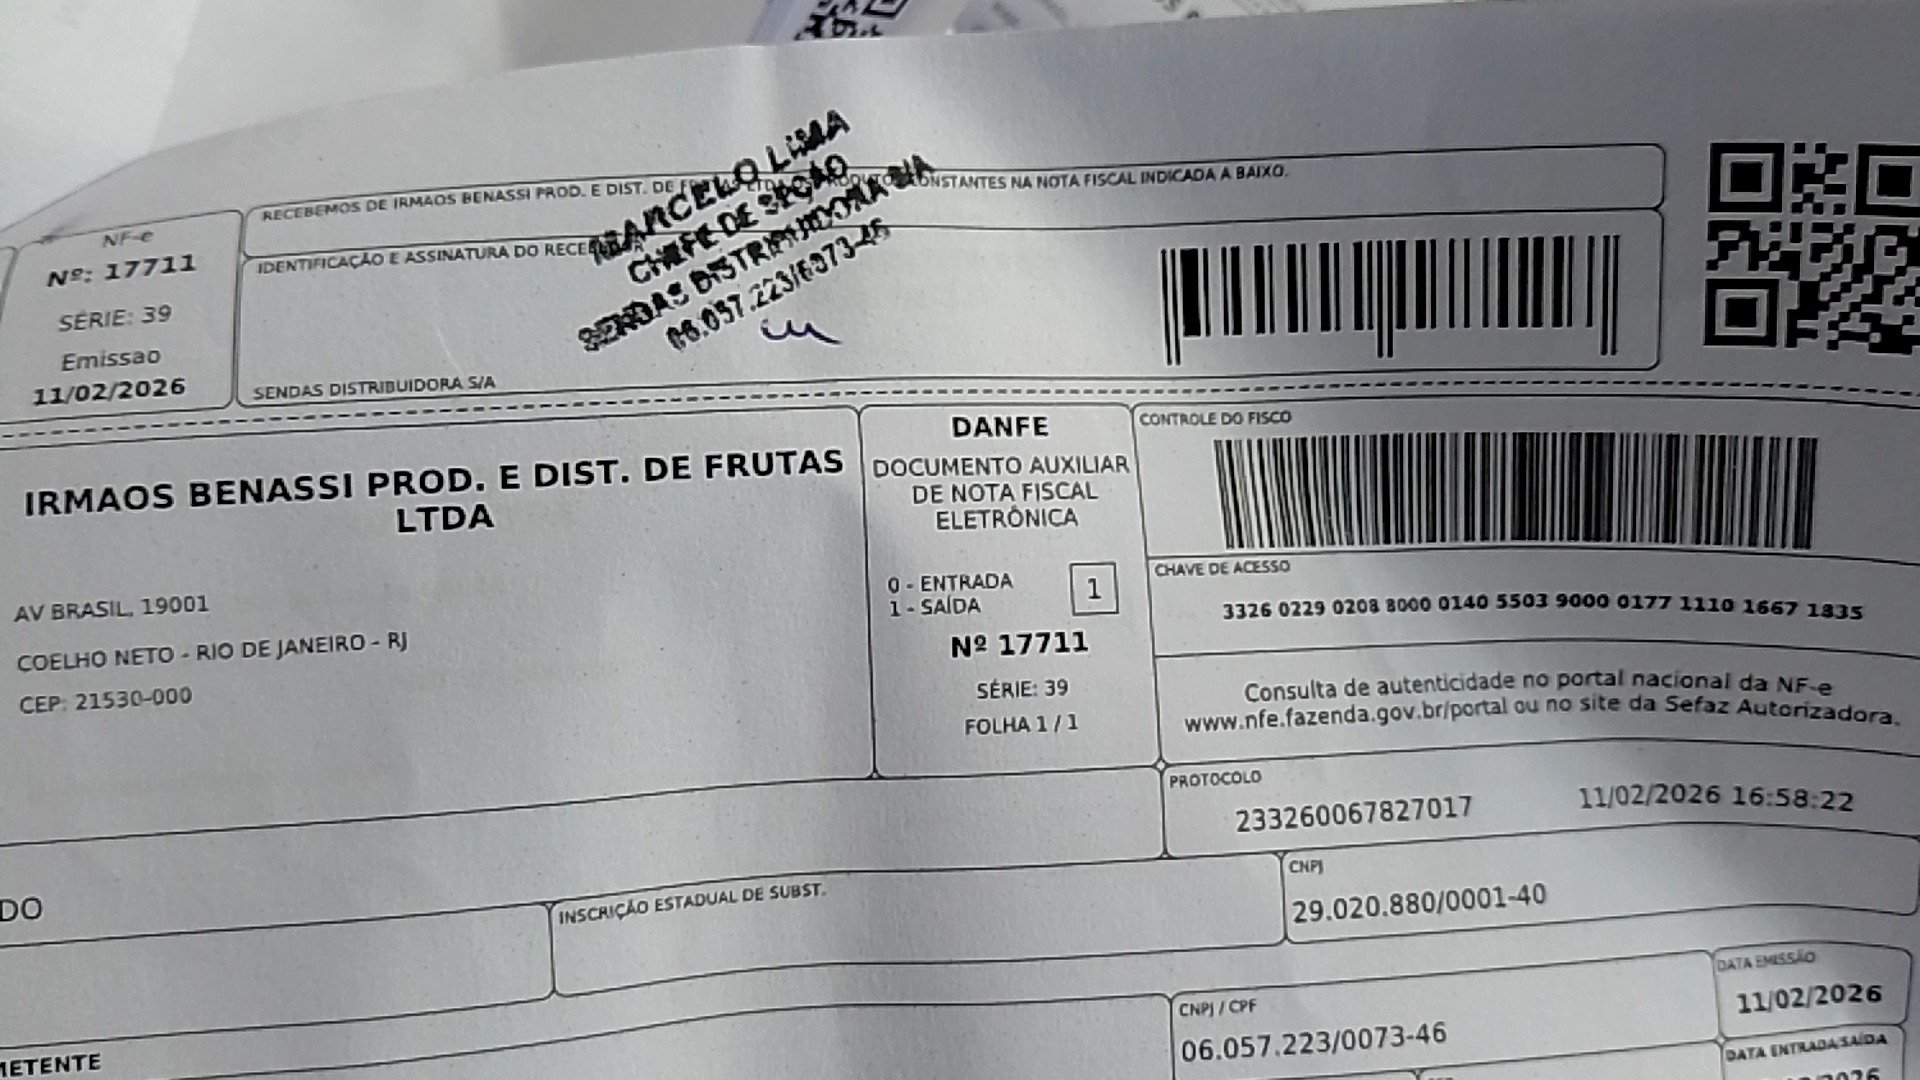 RECEBEMOS DE IRMAOS BENASSI PROD. E DIST. DE FRUTAS LTDA OS PRODUTOS CONSTANTES NA NOTA FISCAL INDICADA A BAIXO.
NF-e
Nº: 17711
SÉRIE: 39
Emissao
11/02/2026
IDENTIFICAÇÃO E ASSINATURA DO RECEBEDOR
SENDAS DISTRIBUIDORA S/A
MARCELO LIMA
CHEFE DE SEÇÃO
SENDAS DISTRIBUIDORA S/A
06.057.223/0073-46
IRMAOS BENASSI PROD. E DIST. DE FRUTAS
LTDA
AV BRASIL, 19001
COELHO NETO - RIO DE JANEIRO - RJ
CEP: 21530-000
DANFE
DOCUMENTO AUXILIAR
DE NOTA FISCAL
ELETRÔNICA
0 - ENTRADA
1 - SAÍDA
1
Nº 17711
SÉRIE: 39
FOLHA 1 / 1
CONTROLE DO FISCO
CHAVE DE ACESSO
3326 0229 0208 8000 0140 5503 9000 0177 1110 1667 1835
Consulta de autenticidade no portal nacional da NF-e
www.nfe.fazenda.gov.br/portal ou no site da Sefaz Autorizadora.
PROTOCOLO
233260067827017 11/02/2026 16:58:22
DO
INSCRIÇÃO ESTADUAL DE SUBST.
CNPJ
29.020.880/0001-40
METENTE
CNPJ / CPF
06.057.223/0073-46
DATA EMISSÃO
11/02/2026
DATA ENTRADA/SAÍDA